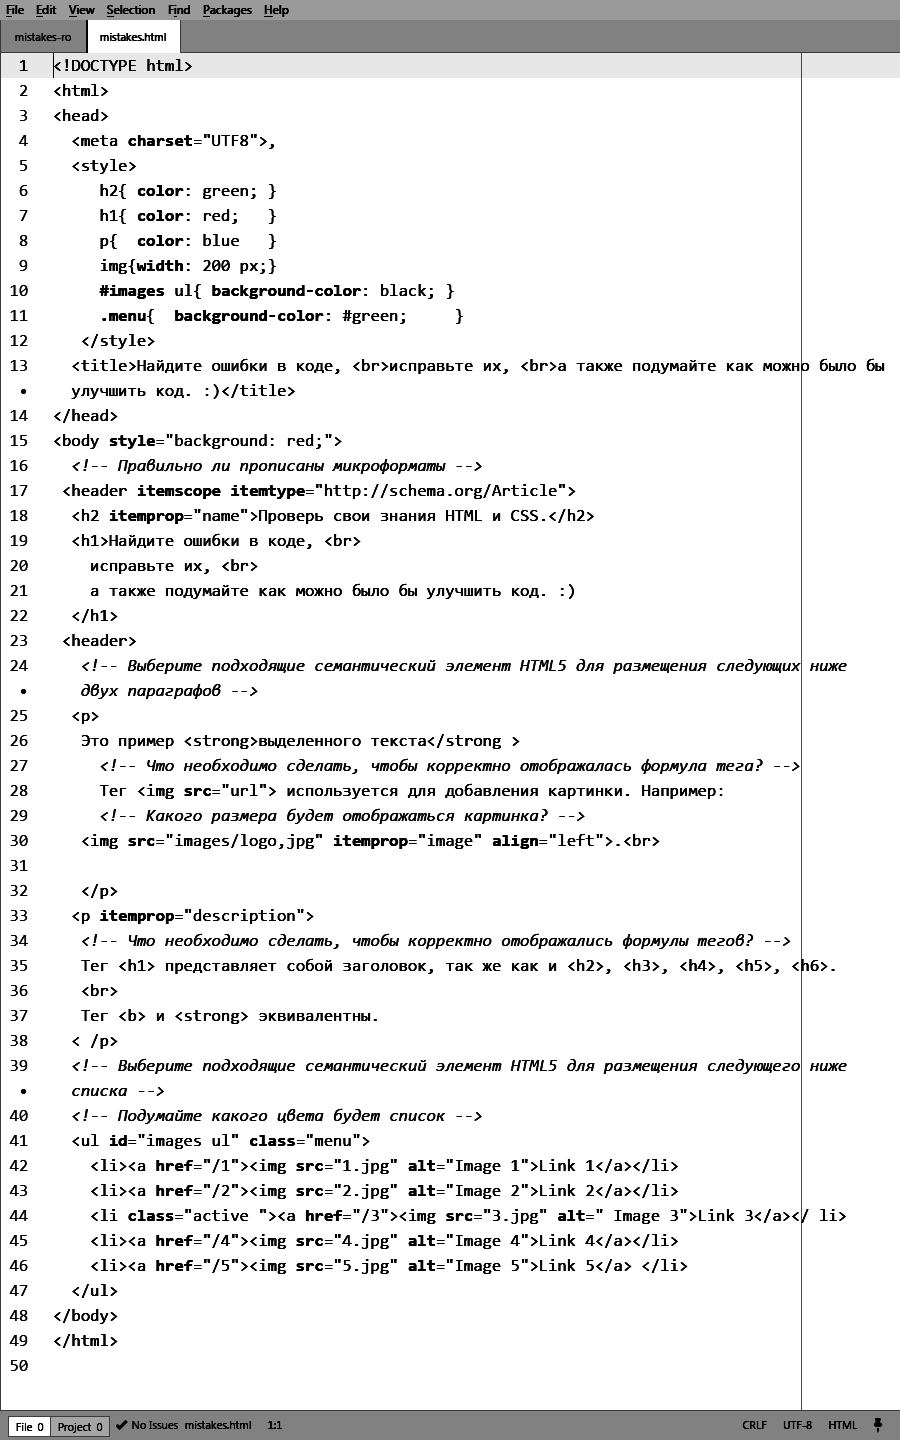 File Edit View Selection Find Packages Help
mistakes-ro mistakes.html
1 <!DOCTYPE html>
2 <html>
3 <head>
4 <meta charset="UTF8">,
5 <style>
6 h2{ color: green; }
7 h1{ color: red; }
8 p{ color: blue }
9 img{width: 200 px;}
10 #images ul{ background-color: black; }
11 .menu{ background-color: #green; }
12 </style>
13 <title>Найдите ошибки в коде, <br>исправьте их, <br>а также подумайте как можно было бы
• улучшить код. :)</title>
14 </head>
15 <body style="background: red;">
16 <!-- Правильно ли прописаны микроформаты -->
17 <header itemscope itemtype="http://schema.org/Article">
18 <h2 itemprop="name">Проверь свои знания HTML и CSS.</h2>
19 <h1>Найдите ошибки в коде, <br>
20 исправьте их, <br>
21 а также подумайте как можно было бы улучшить код. :)
22 </h1>
23 <header>
24 <!-- Выберите подходящие семантический элемент HTML5 для размещения следующих ниже
• двух параграфов -->
25 <p>
26 Это пример <strong>выделенного текста</strong >
27 <!-- Что необходимо сделать, чтобы корректно отображалась формула тега? -->
28 Тег <img src="url"> используется для добавления картинки. Например:
29 <!-- Какого размера будет отображаться картинка? -->
30 <img src="images/logo,jpg" itemprop="image" align="left">.<br>
31
32 </p>
33 <p itemprop="description">
34 <!-- Что необходимо сделать, чтобы корректно отображались формулы тегов? -->
35 Тег <h1> представляет собой заголовок, так же как и <h2>, <h3>, <h4>, <h5>, <h6>.
36 <br>
37 Тег <b> и <strong> эквивалентны.
38 < /p>
39 <!-- Выберите подходящие семантический элемент HTML5 для размещения следующего ниже
• списка -->
40 <!-- Подумайте какого цвета будет список -->
41 <ul id="images ul" class="menu">
42 <li><a href="/1"><img src="1.jpg" alt="Image 1">Link 1</a></li>
43 <li><a href="/2"><img src="2.jpg" alt="Image 2">Link 2</a></li>
44 <li class="active "><a href="/3"><img src="3.jpg" alt=" Image 3">Link 3</a></ li>
45 <li><a href="/4"><img src="4.jpg" alt="Image 4">Link 4</a></li>
46 <li><a href="/5"><img src="5.jpg" alt="Image 5">Link 5</a> </li>
47 </ul>
48 </body>
49 </html>
50
File 0 Project 0 No Issues mistakes.html 1:1 CRLF UTF-8 HTML